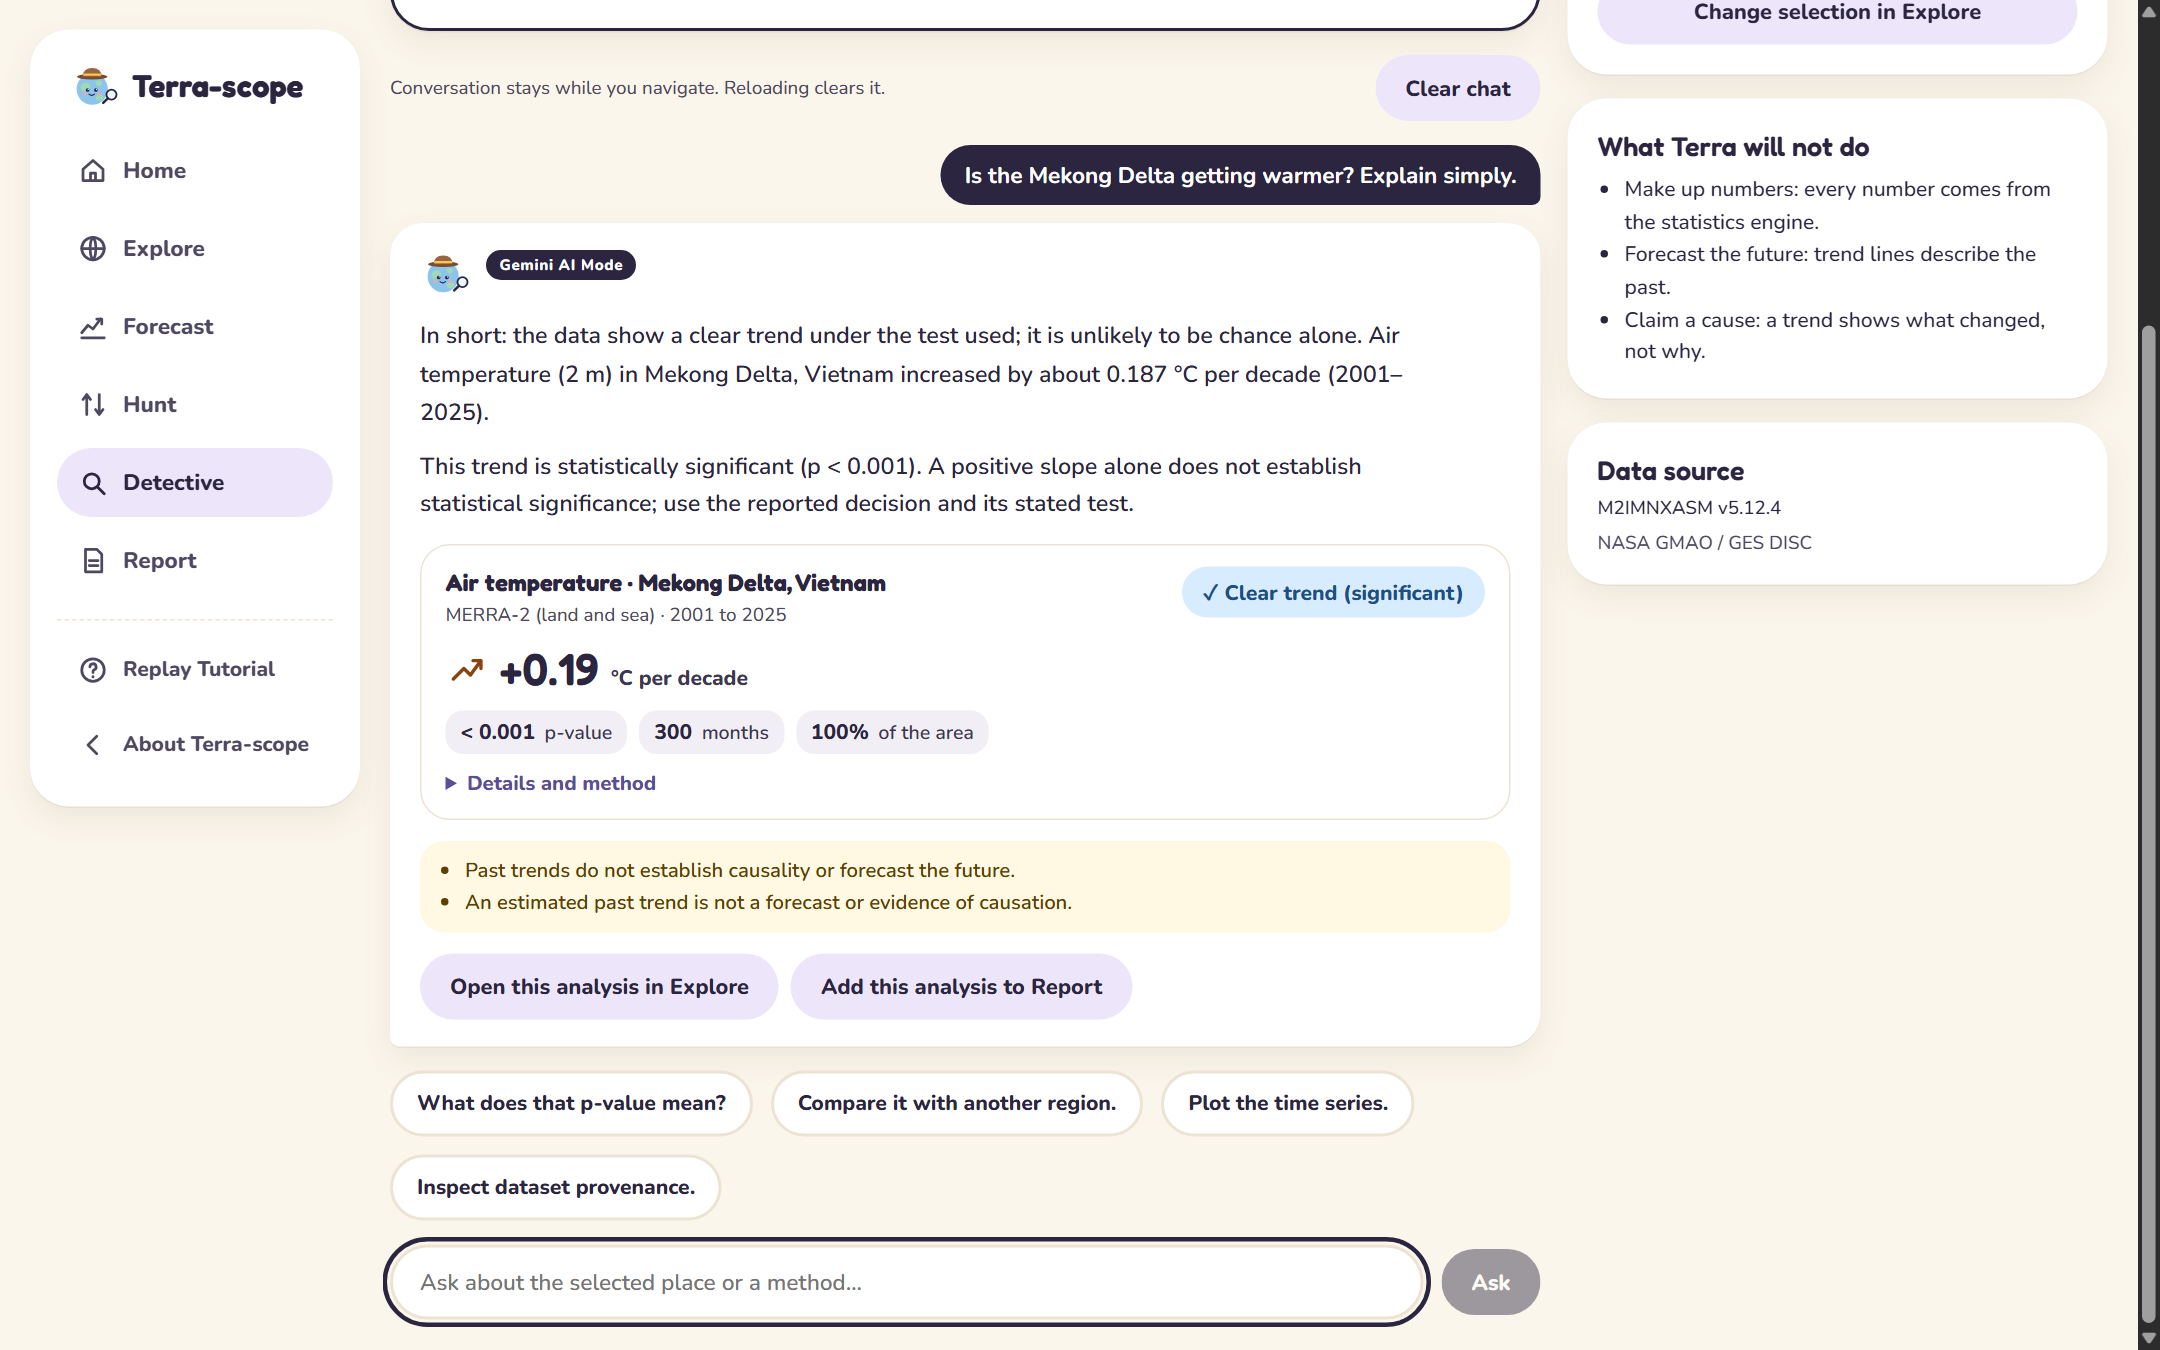 Terra-scope
Home
Explore
Forecast
Hunt
Detective
Report
Replay Tutorial
About Terra-scope
Conversation stays while you navigate. Reloading clears it.
Clear chat
Is the Mekong Delta getting warmer? Explain simply.
Gemini AI Mode
In short: the data show a clear trend under the test used; it is unlikely to be chance alone. Air
temperature (2 m) in Mekong Delta, Vietnam increased by about 0.187 °C per decade (2001–
2025).
This trend is statistically significant (p < 0.001). A positive slope alone does not establish
statistical significance; use the reported decision and its stated test.
Air temperature · Mekong Delta, Vietnam
MERRA-2 (land and sea) · 2001 to 2025
✓ Clear trend (significant)
+0.19 °C per decade
< 0.001 p-value
300 months
100% of the area
▶ Details and method
• Past trends do not establish causality or forecast the future.
• An estimated past trend is not a forecast or evidence of causation.
Open this analysis in Explore
Add this analysis to Report
What does that p-value mean?
Compare it with another region.
Plot the time series.
Inspect dataset provenance.
Ask about the selected place or a method...
Ask
Change selection in Explore
What Terra will not do
• Make up numbers: every number comes from
the statistics engine.
• Forecast the future: trend lines describe the
past.
• Claim a cause: a trend shows what changed,
not why.
Data source
M2IMNXASM v5.12.4
NASA GMAO / GES DISC